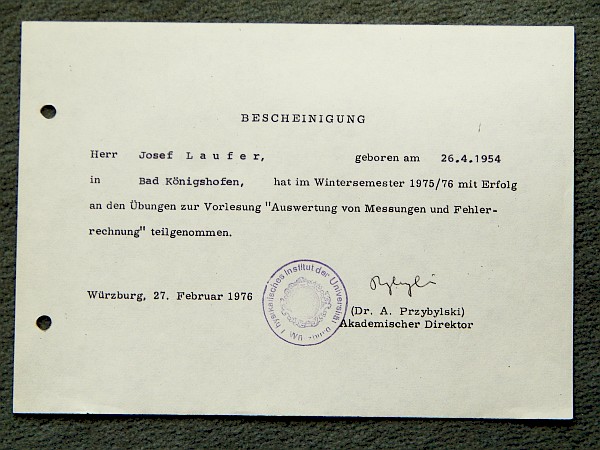 BESCHEINIGUNG
Herr Josef Laufer, geboren am 26.4.1954
in Bad Königshofen, hat im Wintersemester 1975/76 mit Erfolg
an den Übungen zur Vorlesung "Auswertung von Messungen und Fehler-
rechnung" teilgenommen.
Würzburg, 27. Februar 1976
(Dr. A. Przybylski)
Akademischer Direktor
Institut der Universität